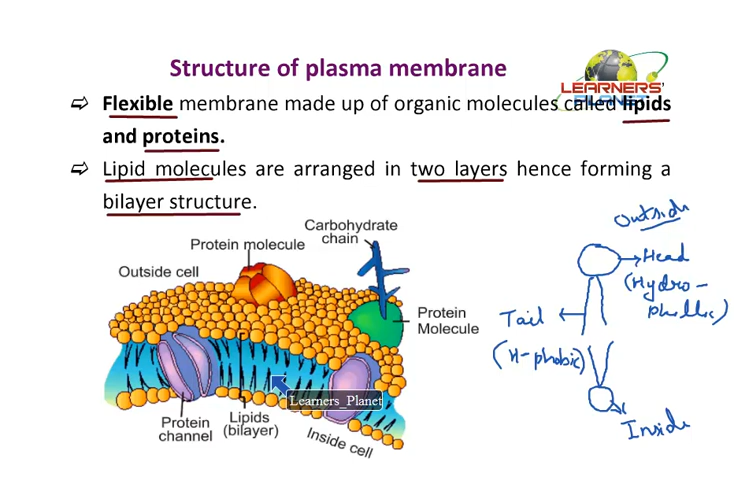 Structure of plasma membrane
LEARNERS'
PLANET
⇨ Flexible membrane made up of organic molecules called lipids
and proteins.
⇨ Lipid molecules are arranged in two layers hence forming a
bilayer structure.
Carbohydrate
chain
Protein molecule
Outside cell
Protein
Molecule
Learners_Planet
Protein
channel
Lipids
(bilayer)
Inside cell
Outside
Head
(Hydro-
phillic)
Tail
(H-phobic)
Inside